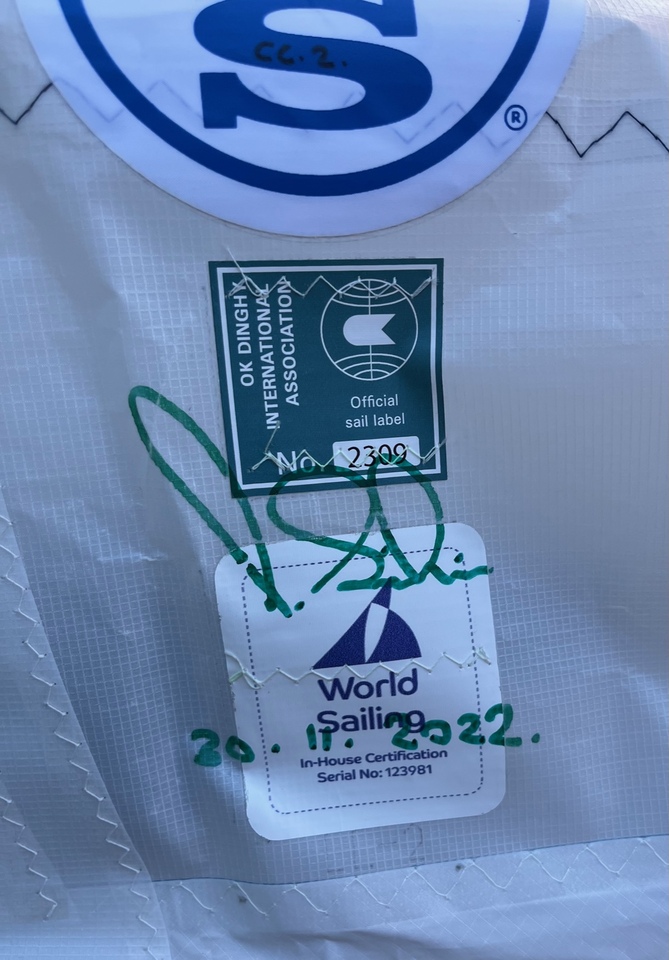 CC.2.
S
®
OK DINGHY
INTERNATIONAL
ASSOCIATION
Official
sail label
No. 2309
World
Sailing
20.11.2022.
In-House Certification
Serial No: 123981